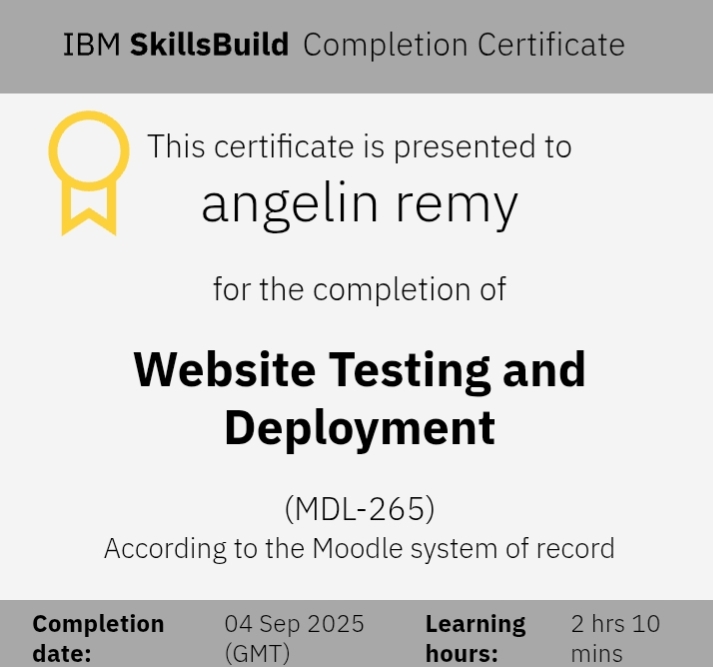 IBM SkillsBuild Completion Certificate
This certificate is presented to
angelin remy
for the completion of
Website Testing and
Deployment
(MDL-265)
According to the Moodle system of record
Completion date: 04 Sep 2025 (GMT) Learning hours: 2 hrs 10 mins